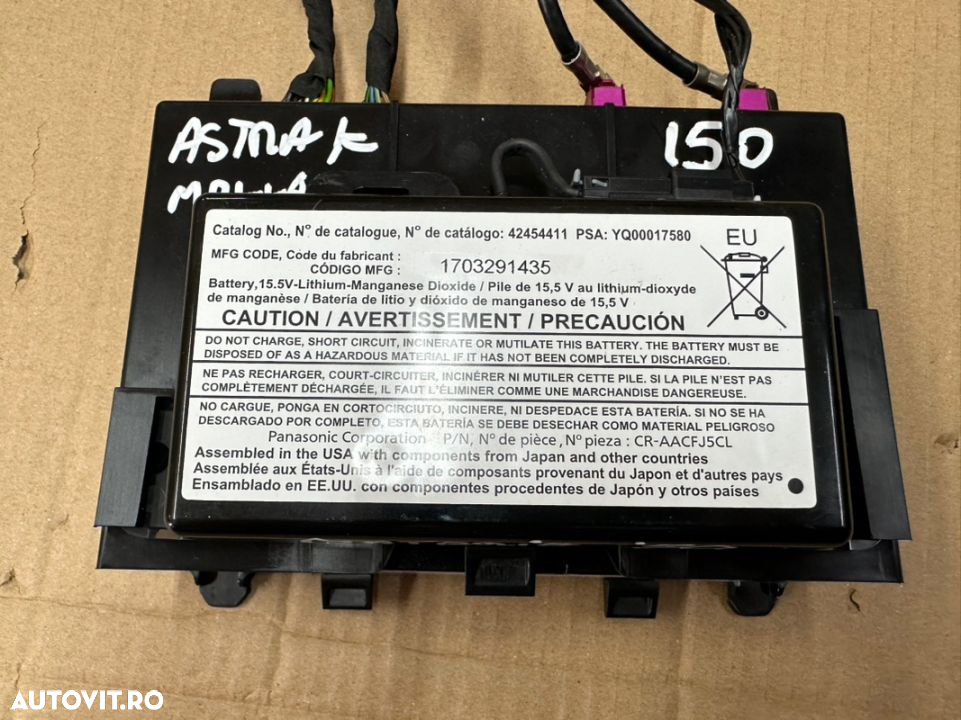 ASTRA K
150
Catalog No., Nº de catalogue, Nº de catálogo: 42454411 PSA: YQ00017580
EU
MFG CODE, Code du fabricant :
CÓDIGO MFG : 1703291435
Battery,15.5V-Lithium-Manganese Dioxide / Pile de 15,5 V au lithium-dioxyde
de manganèse / Batería de litio y dióxido de manganeso de 15,5 V
CAUTION / AVERTISSEMENT / PRECAUCIÓN
DO NOT CHARGE, SHORT CIRCUIT, INCINERATE OR MUTILATE THIS BATTERY. THE BATTERY MUST BE
DISPOSED OF AS A HAZARDOUS MATERIAL IF IT HAS NOT BEEN COMPLETELY DISCHARGED.
NE PAS RECHARGER, COURT-CIRCUITER, INCINÉRER NI MUTILER CETTE PILE. SI LA PILE N'EST PAS
COMPLÈTEMENT DÉCHARGÉE, IL FAUT L'ÉLIMINER COMME UNE MARCHANDISE DANGEREUSE.
NO CARGUE, PONGA EN CORTOCIRCIUTO, INCINERE, NI DESPEDACE ESTA BATERÍA. SI NO SE HA
DESCARGADO POR COMPLETO, ESTA BATERÍA SE DEBE DESECHAR COMO MATERIAL PELIGROSO
Panasonic Corporation P/N, Nº de pièce, Nº pieza : CR-AACFJ5CL
Assembled in the USA with components from Japan and other countries
Assemblée aux États-Unis à l'aide de composants provenant du Japon et d'autres pays
Ensamblado en EE.UU. con componentes procedentes de Japón y otros países
AUTOVIT.RO